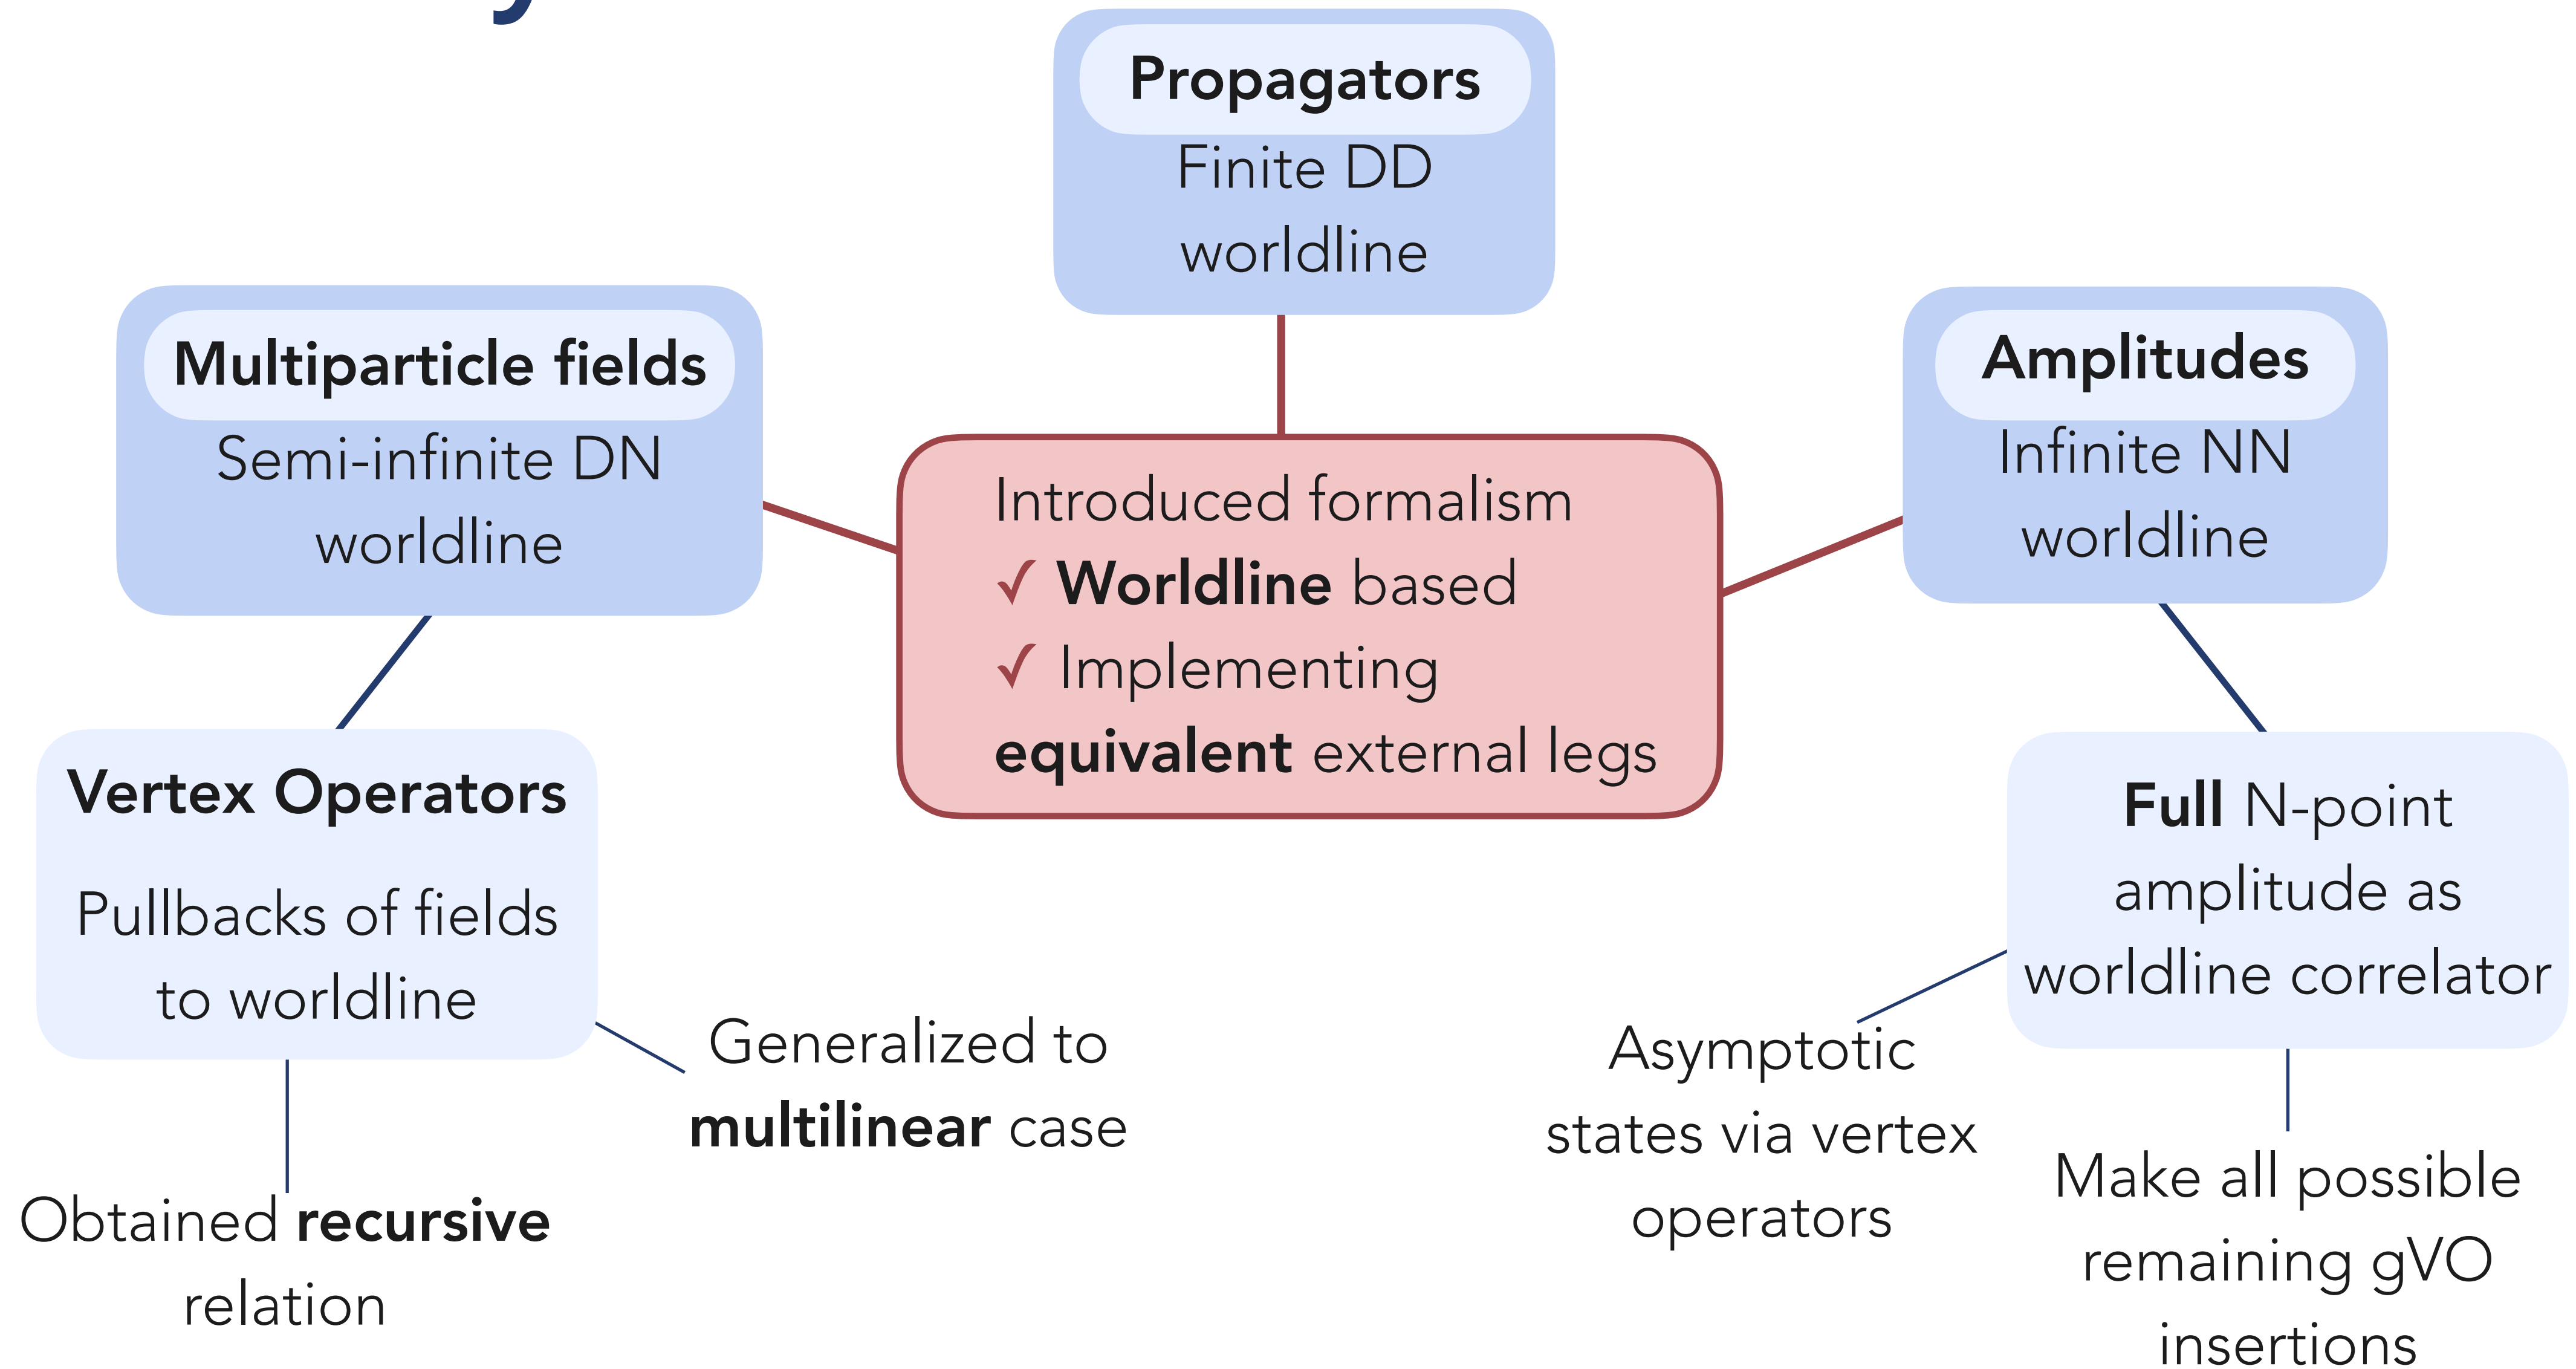 Propagators
Finite DD
worldline
Multiparticle fields
Semi-infinite DN
worldline
Amplitudes
Infinite NN
worldline
Introduced formalism
✓ Worldline based
✓ Implementing
equivalent external legs
Vertex Operators
Pullbacks of fields
to worldline
Full N-point
amplitude as
worldline correlator
Generalized to
multilinear case
Obtained recursive
relation
Asymptotic
states via vertex
operators
Make all possible
remaining gVO
insertions